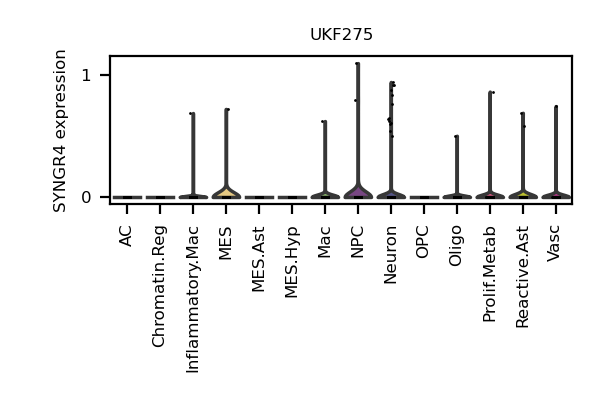 UKF275
SYNGR4 expression
1
0
AC
Chromatin.Reg
Inflammatory.Mac
MES
MES.Ast
MES.Hyp
Mac
NPC
Neuron
OPC
Oligo
Prolif.Metab
Reactive.Ast
Vasc